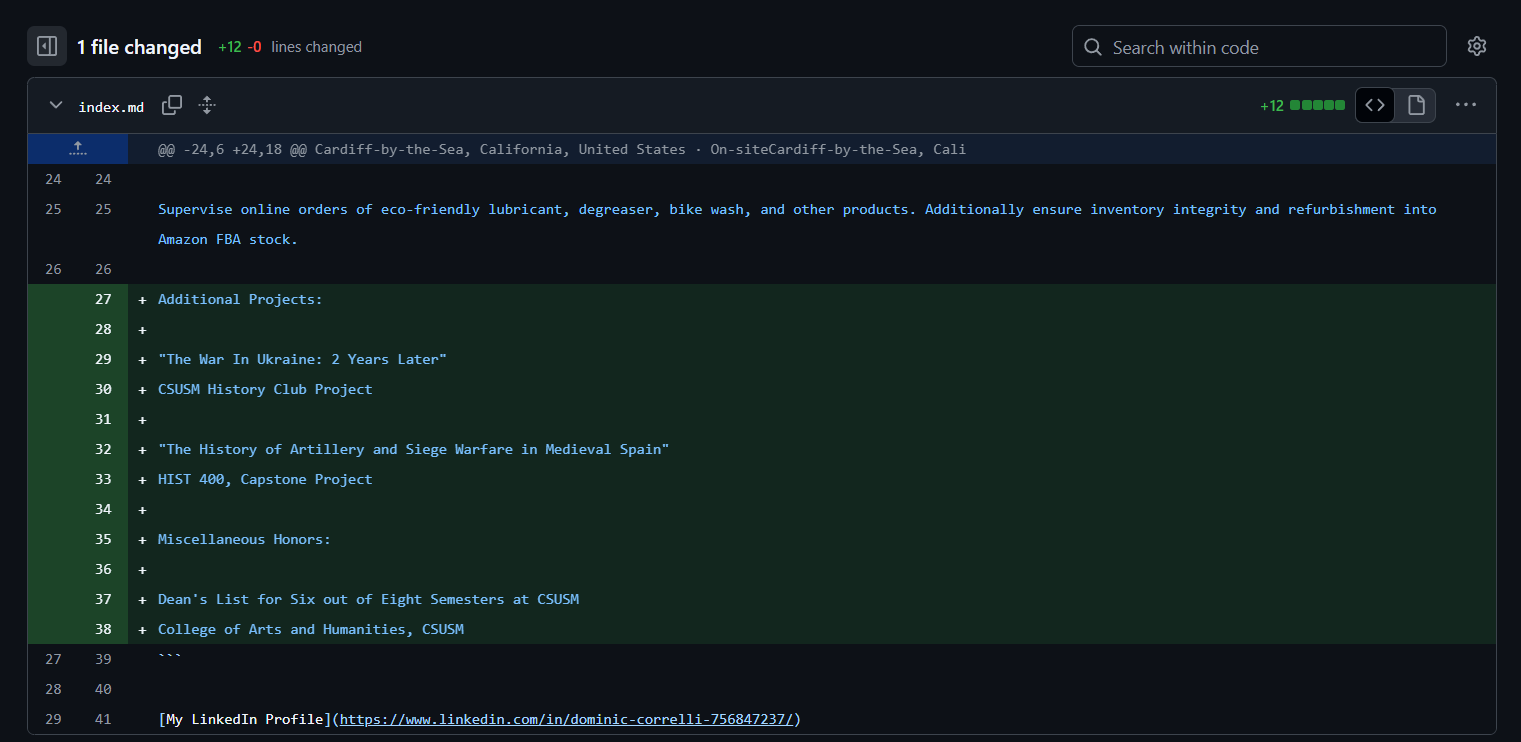 1 file changed +12 -0 lines changed Search within code
index.md +12
@@ -24,6 +24,18 @@ Cardiff-by-the-Sea, California, United States · On-siteCardiff-by-the-Sea, Cali
24 24
25 25 Supervise online orders of eco-friendly lubricant, degreaser, bike wash, and other products. Additionally ensure inventory integrity and refurbishment into
Amazon FBA stock.
26 26
27 + Additional Projects:
28 +
29 + "The War In Ukraine: 2 Years Later"
30 + CSUSM History Club Project
31 +
32 + "The History of Artillery and Siege Warfare in Medieval Spain"
33 + HIST 400, Capstone Project
34 +
35 + Miscellaneous Honors:
36 +
37 + Dean's List for Six out of Eight Semesters at CSUSM
38 + College of Arts and Humanities, CSUSM
27 39 ```
28 40
29 41 [My LinkedIn Profile](https://www.linkedin.com/in/dominic-correlli-756847237/)